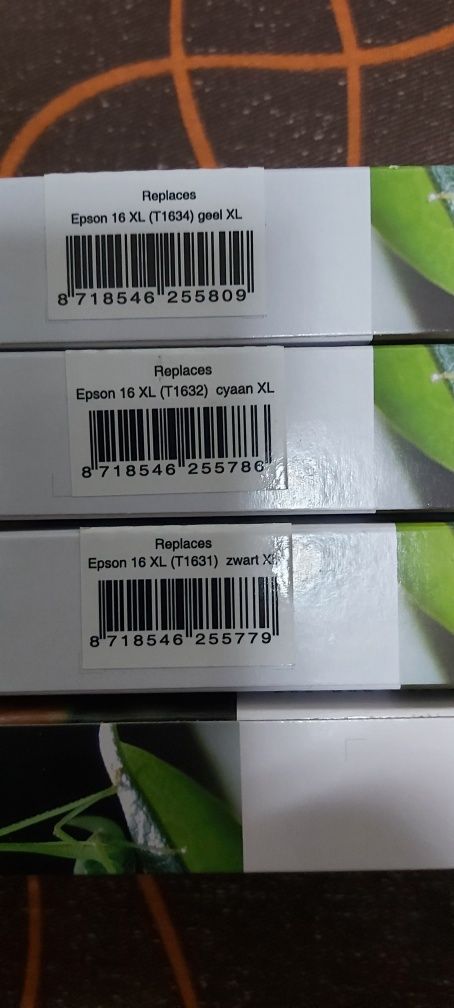 Replaces
Epson 16 XL (T1634) geel XL
8 718546 255809
Replaces
Epson 16 XL (T1632) cyaan XL
8 718546 255786
Replaces
Epson 16 XL (T1631) zwart XL
8 718546 255779